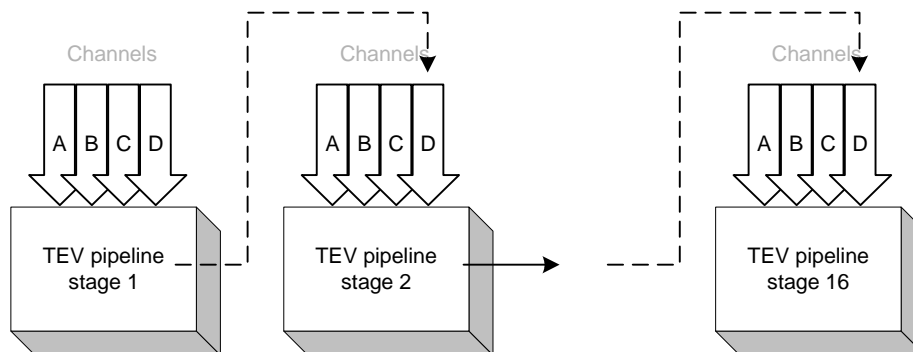 Channels
Channels
Channels
A B C D
A B C D
A B C D
TEV pipeline
stage 1
TEV pipeline
stage 2
TEV pipeline
stage 16